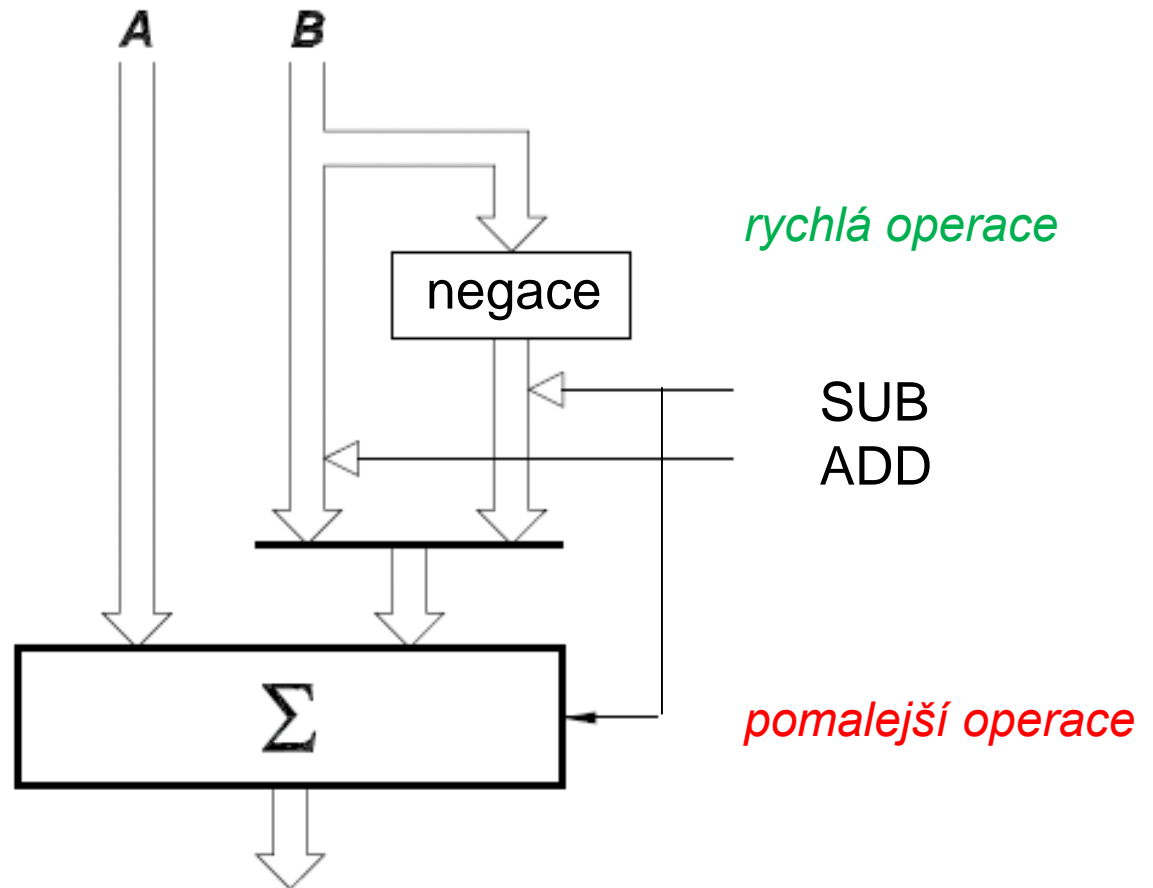 A B
rychlá operace
negace
SUB
ADD
Σ
pomalejší operace